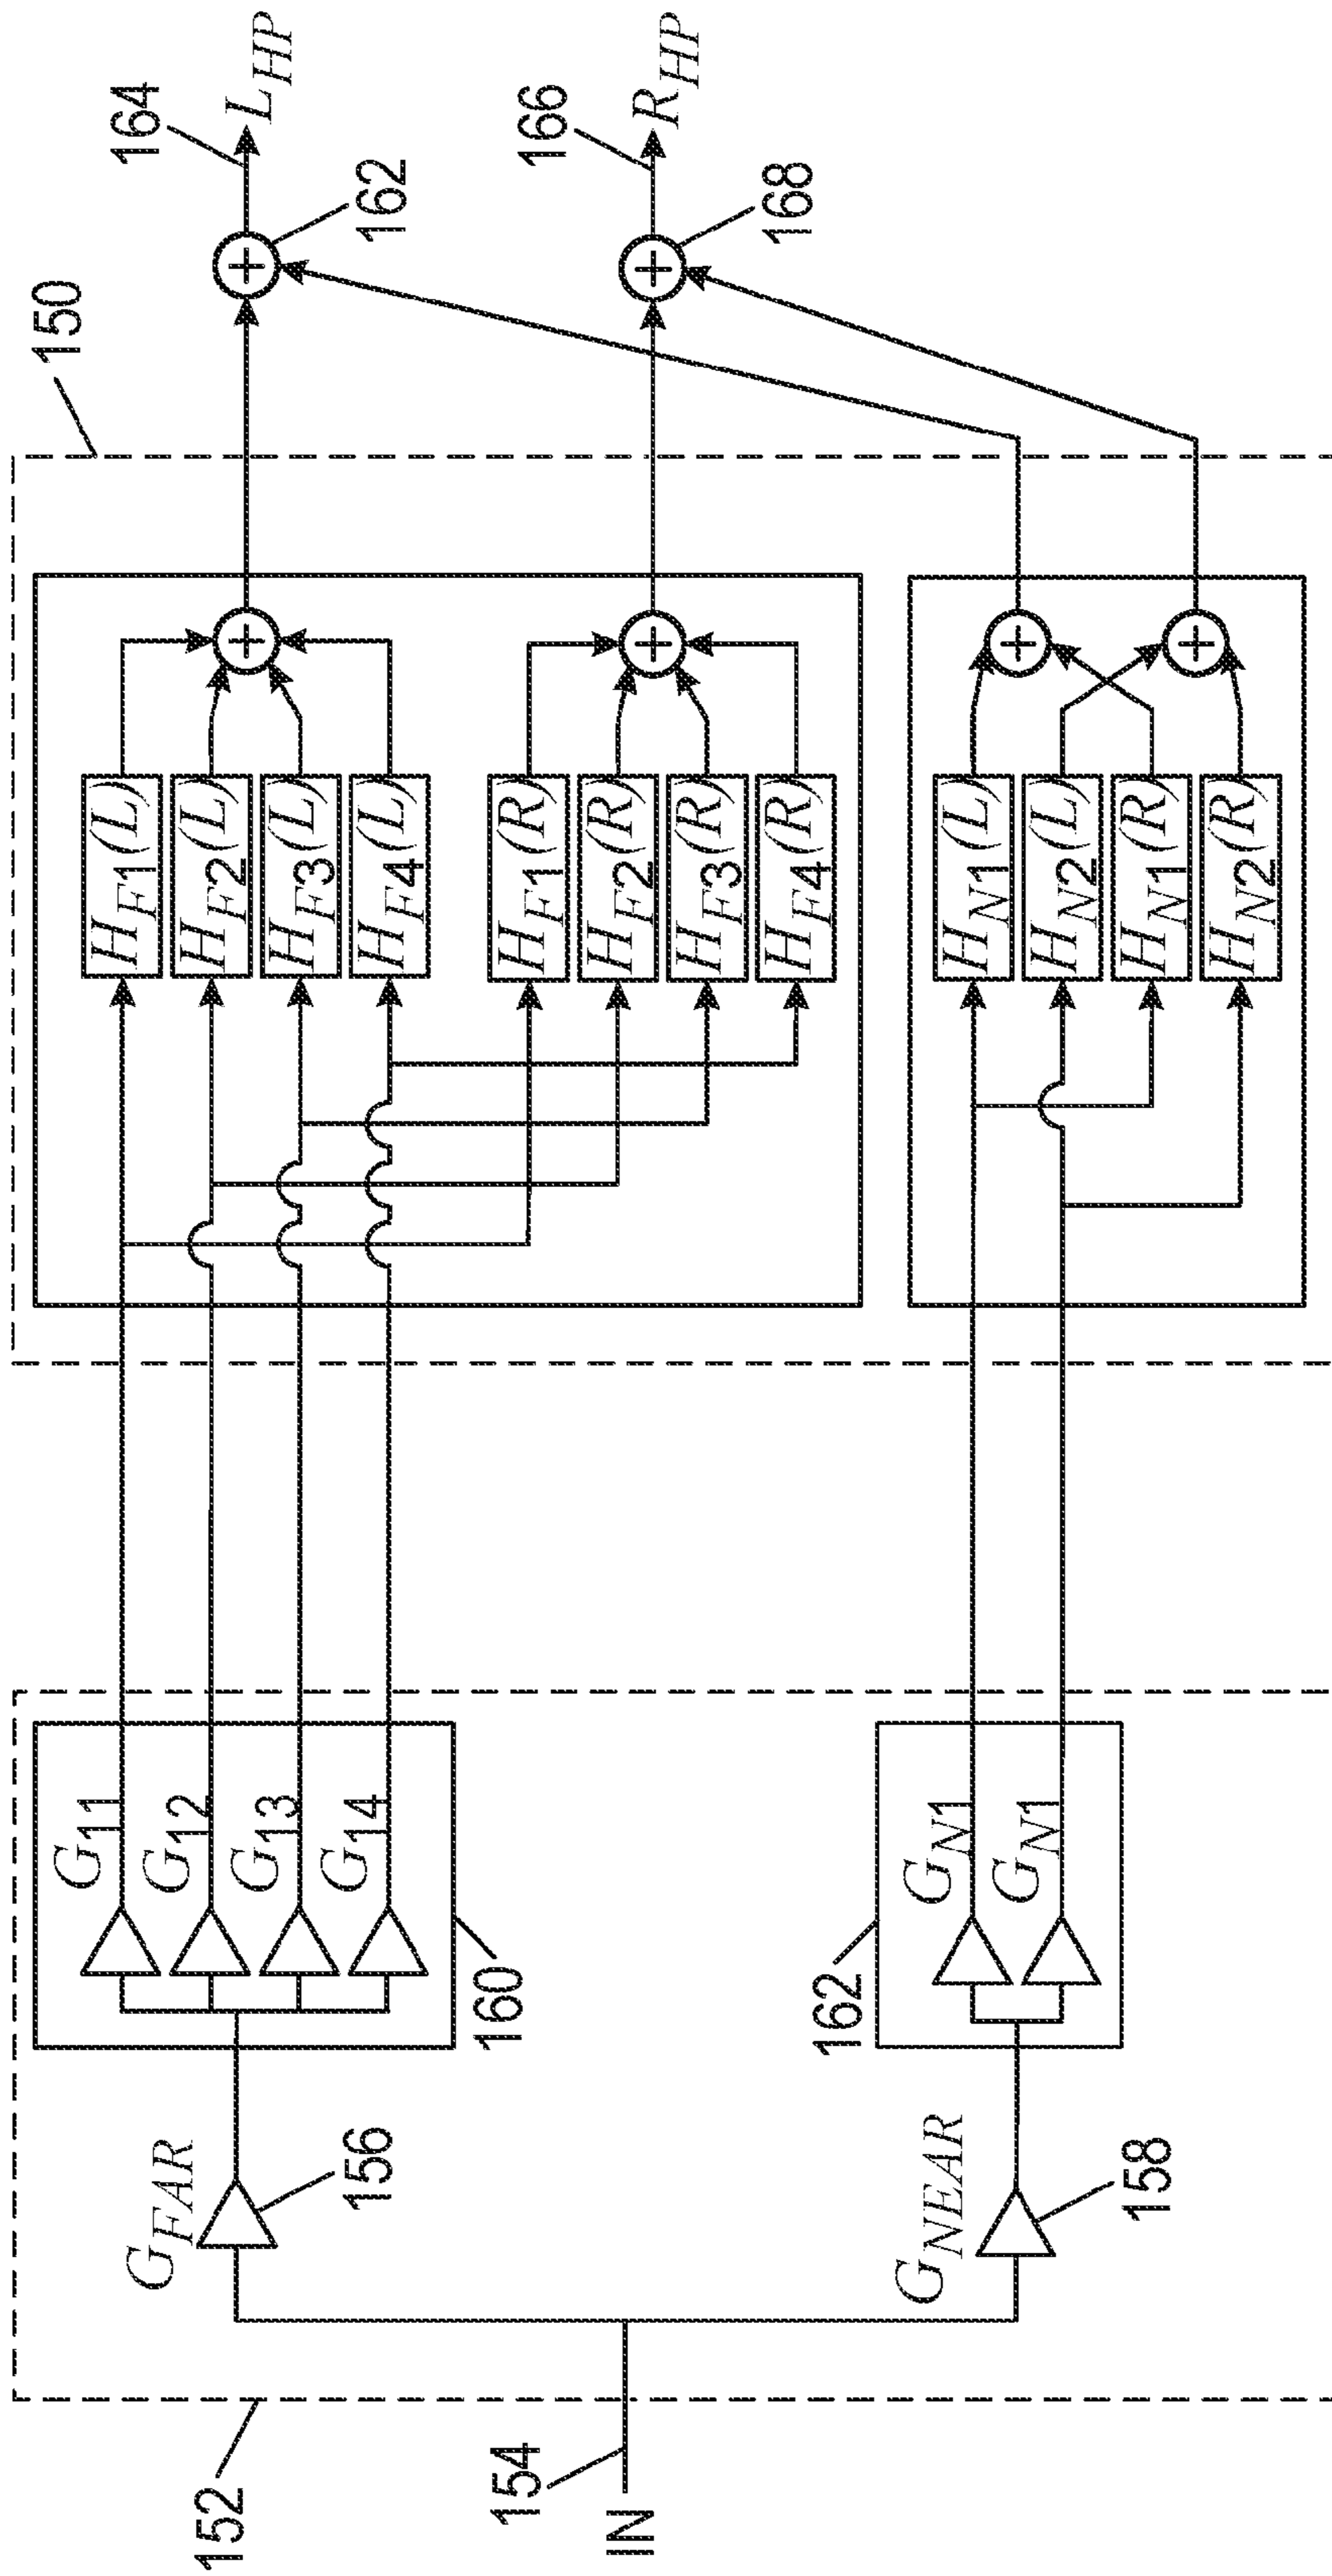 152
154
IN
G_FAR
156
G_NEAR
158
G_11
G_12
G_13
G_14
160
162
G_N1
G_N1
150
H_F1(L)
H_F2(L)
H_F3(L)
H_F4(L)
H_F1(R)
H_F2(R)
H_F3(R)
H_F4(R)
H_N1(L)
H_N2(L)
H_N1(R)
H_N2(R)
+
+
+
+
+
+
164
L_HP
162
166
R_HP
168